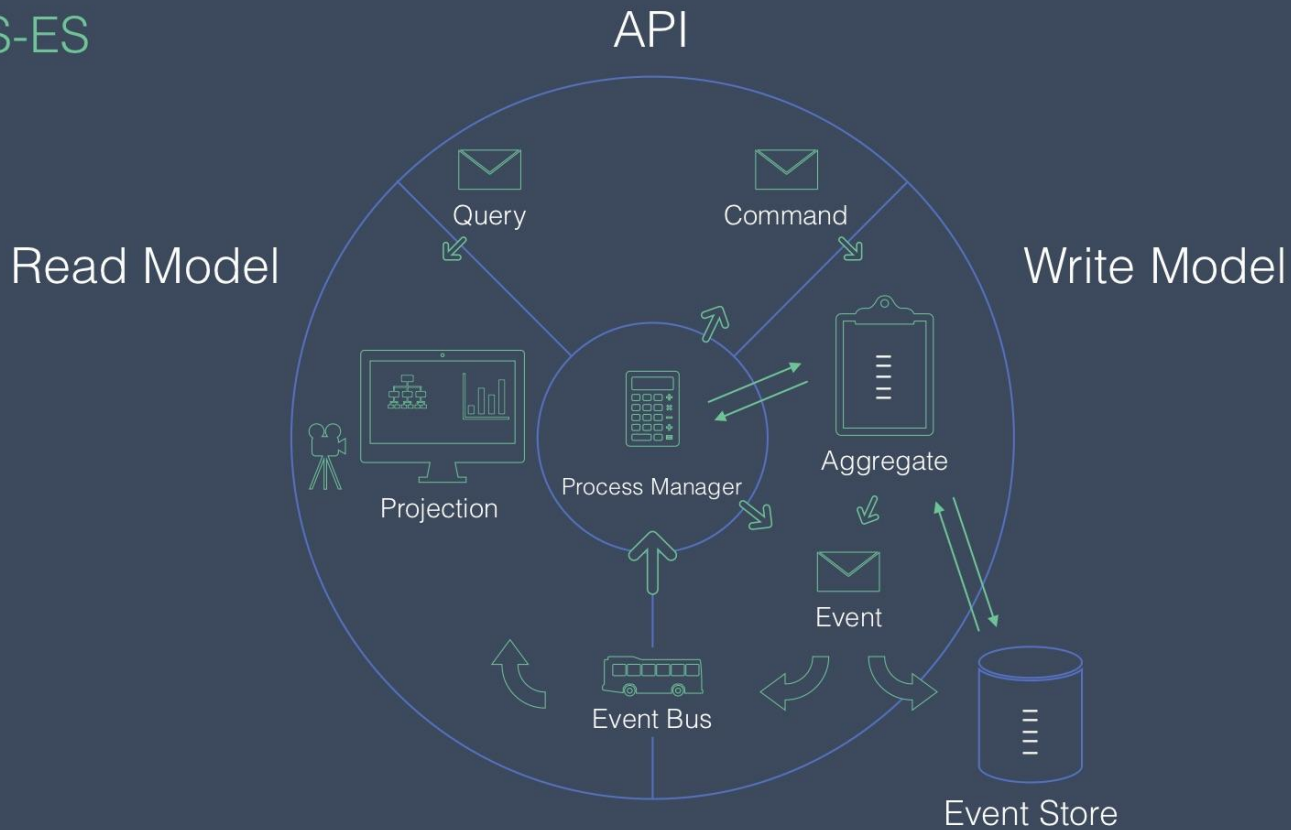 S-ES
API
Query
Command
Read Model
Write Model
Aggregate
Process Manager
Projection
Event
Event Bus
Event Store